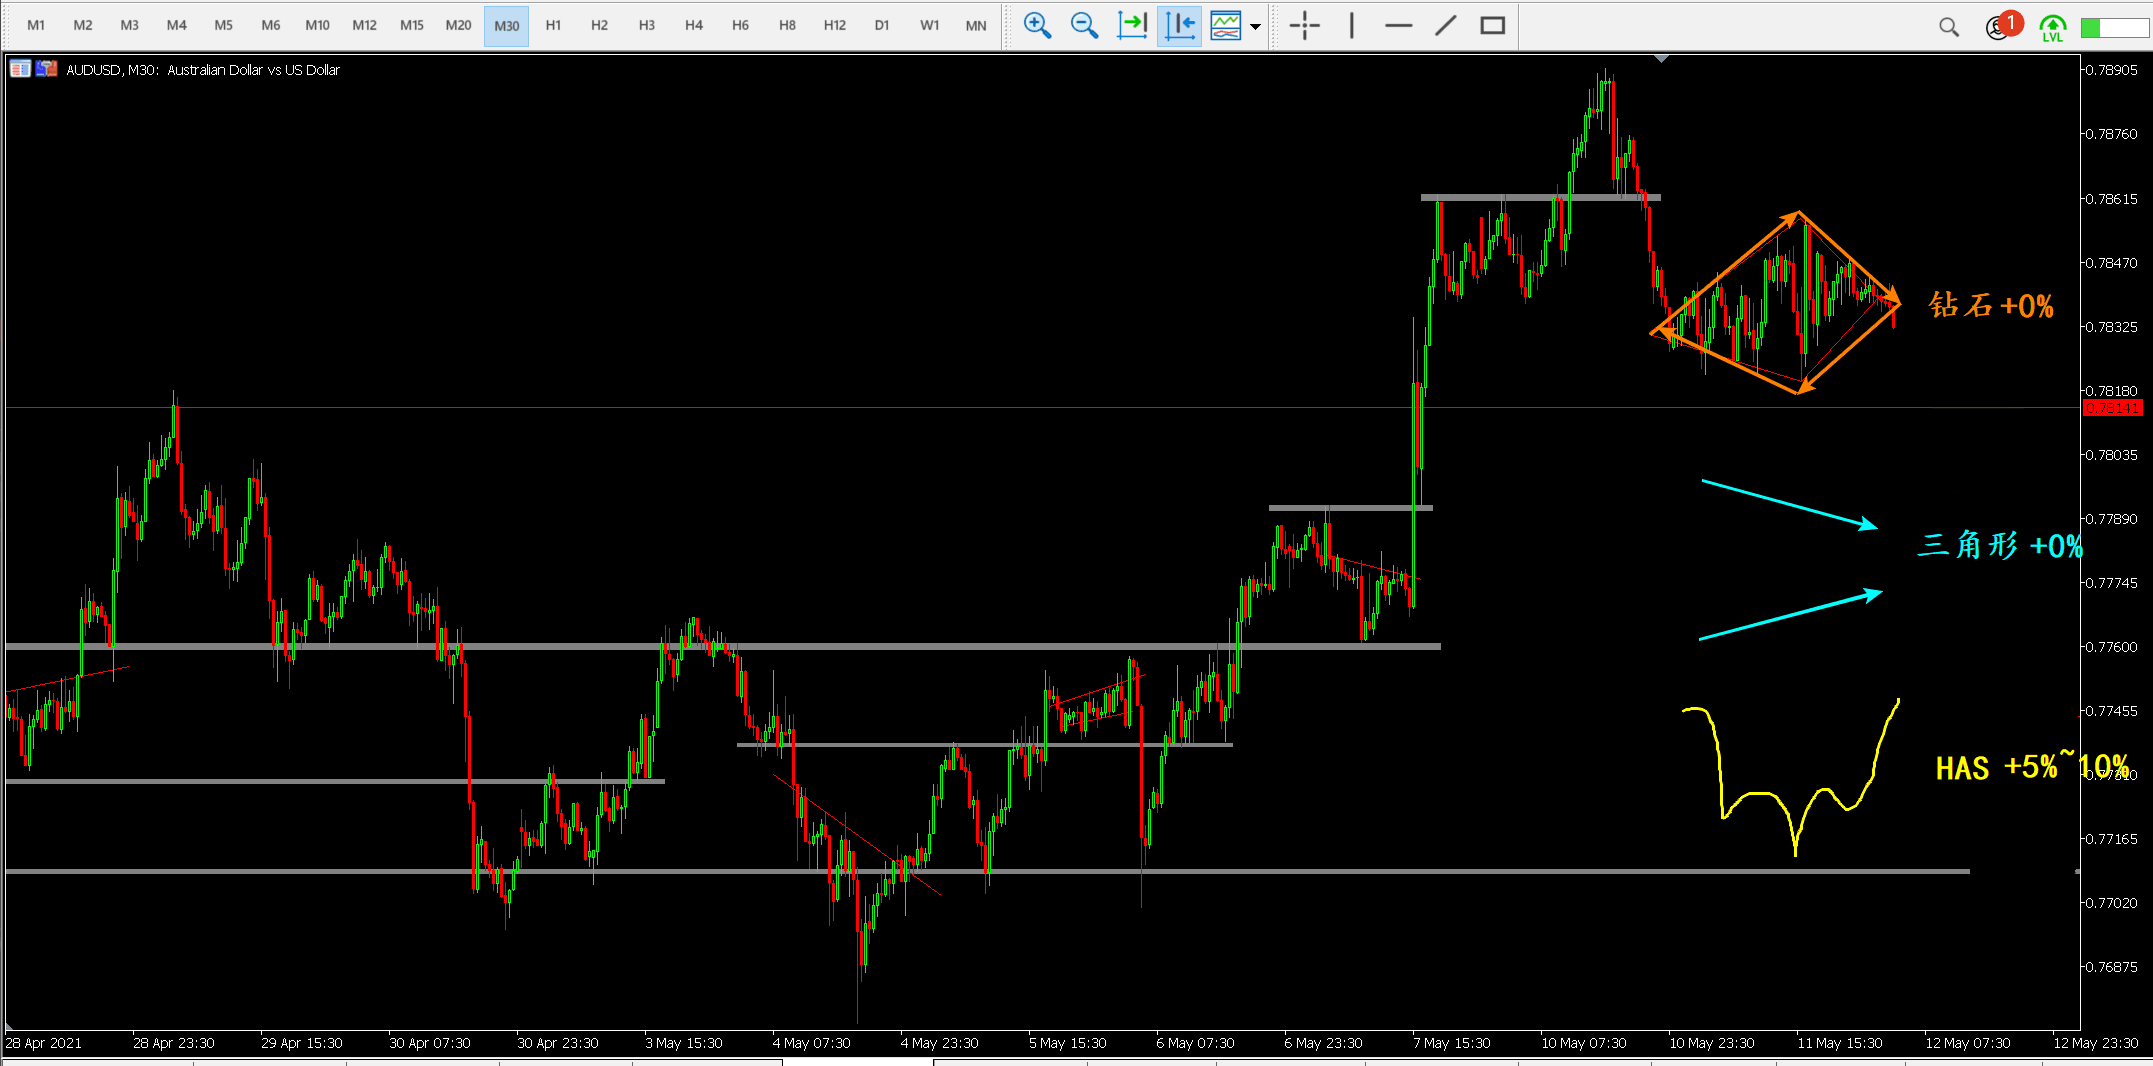 M1 M2 M3 M4 M5 M6 M10 M12 M15 M20 M30 H1 H2 H3 H4 H6 H8 H12 D1 W1 MN
1
LVL
AUDUSD, M30: Australian Dollar vs US Dollar
0.78905
0.78760
0.78615
0.78470
钻石+0%
0.78325
0.78180
0.78141
0.78035
0.77890
三角形 +0%
0.77745
0.77600
0.77455
HAS +5%~10%
0.77310
0.77165
0.77020
0.76875
28 Apr 2021 28 Apr 23:30 29 Apr 15:30 30 Apr 07:30 30 Apr 23:30 3 May 15:30 4 May 07:30 4 May 23:30 5 May 15:30 6 May 07:30 6 May 23:30 7 May 15:30 10 May 07:30 10 May 23:30 11 May 15:30 12 May 07:30 12 May 23:30